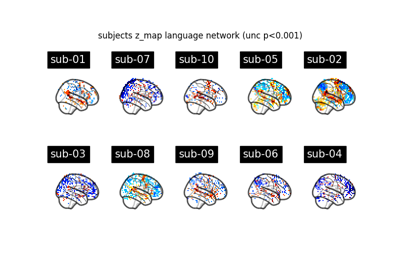 subjects z_map language network (unc p<0.001)
sub-01 sub-07 sub-10 sub-05 sub-02
sub-03 sub-08 sub-09 sub-06 sub-04